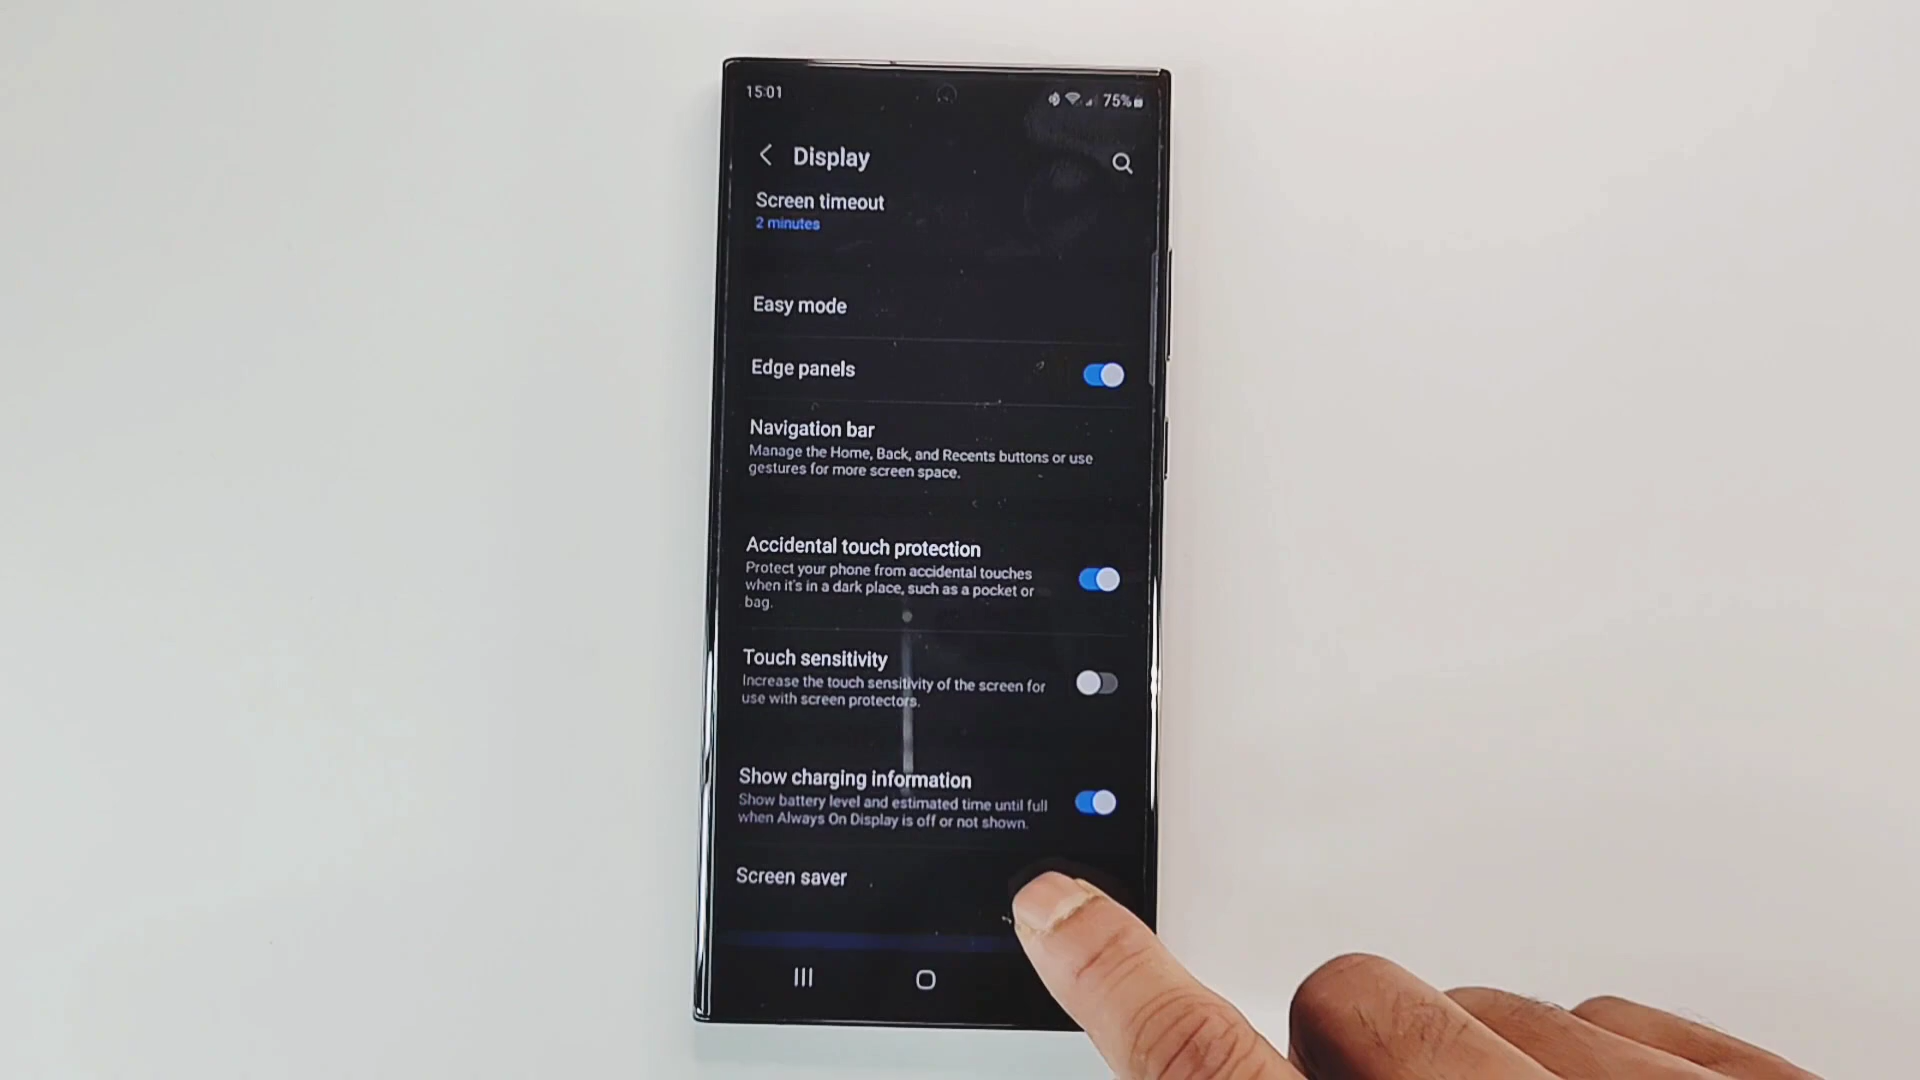 15:01
75%
Display
Screen timeout
2 minutes
Easy mode
Edge panels
Navigation bar
Manage the Home, Back, and Recents buttons or use
gestures for more screen space.
Accidental touch protection
Protect your phone from accidental touches
when it's in a dark place, such as a pocket or
bag.
Touch sensitivity
Increase the touch sensitivity of the screen for
use with screen protectors.
Show charging information
Show battery level and estimated time until full
when Always On Display is off or not shown.
Screen saver